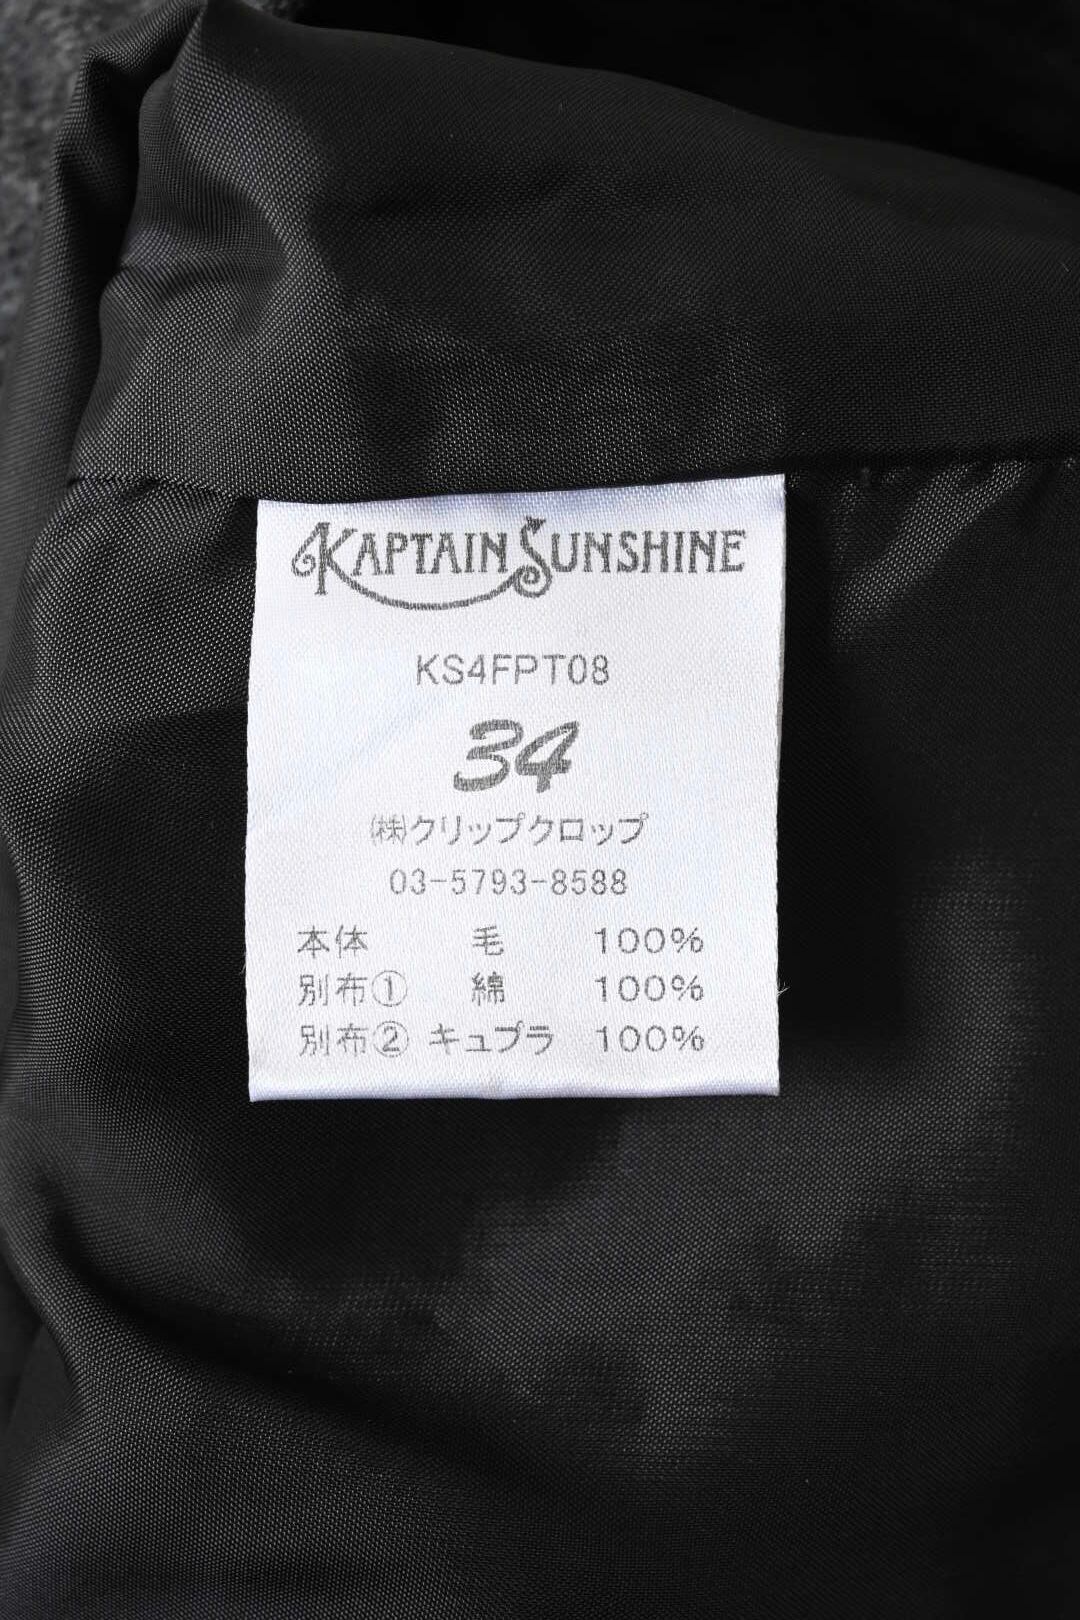 KAPTAIN SUNSHINE
KS4FPT08
34
㈱クリップクロップ
03-5793-8588
本体 毛 100%
別布① 綿 100%
別布② キュプラ 100%